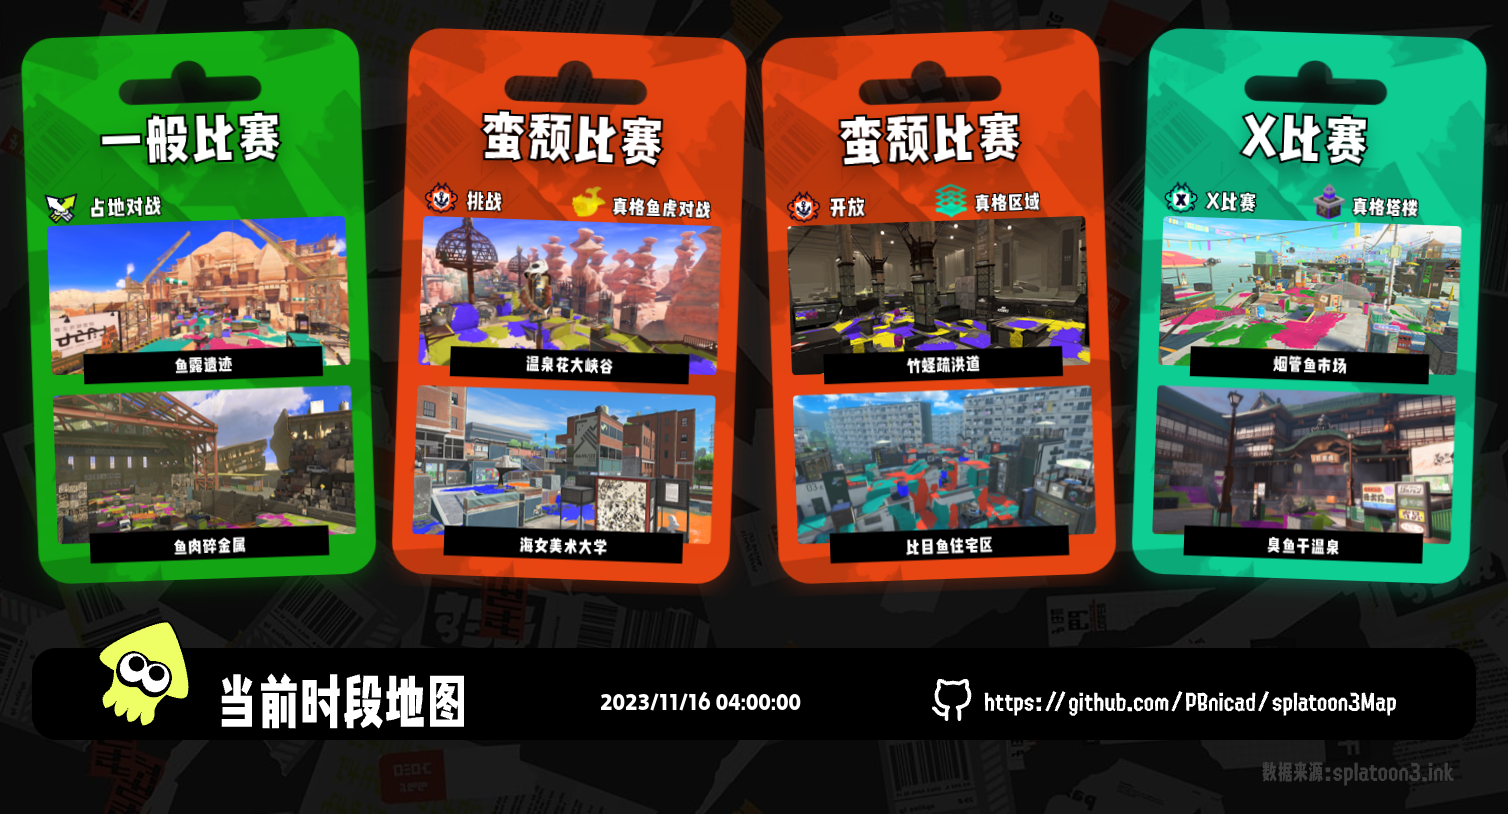 一般比赛
占地对战
鱼露遗迹
鱼肉碎金属
蛮颓比赛
挑战
真格鱼虎对战
温泉花大峡谷
海女美术大学
蛮颓比赛
开放
真格区域
竹蛏疏洪道
比目鱼住宅区
X比赛
X比赛
真格塔楼
烟管鱼市场
臭鱼干温泉
当前时段地图
2023/11/16 04:00:00
https://github.com/PBnicad/splatoon3Map
数据来源:splatoon3.ink